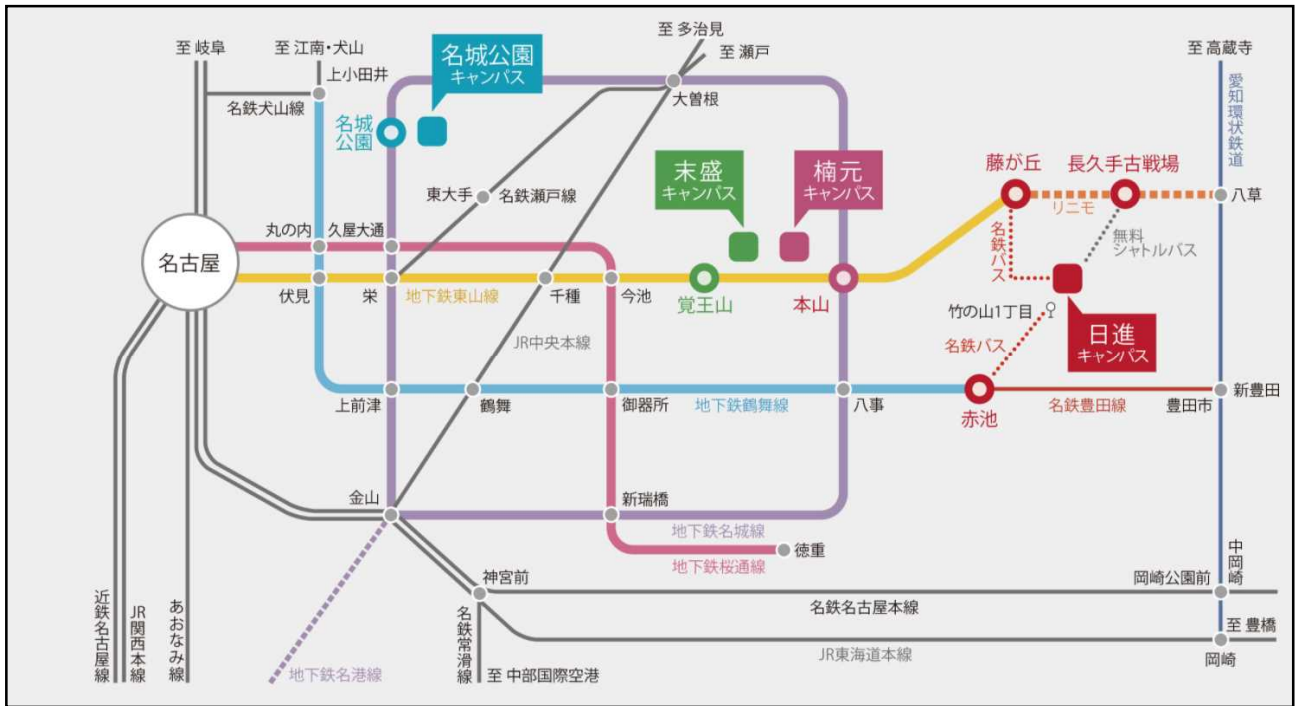 至 多治見
至 岐阜
至 江南・犬山
名城公園
キャンパス
至 瀬戸
至 高蔵寺
上小田井
大曽根
愛知環状鉄道
名鉄犬山線
名城
公園
末盛
キャンパス
楠元
キャンパス
藤が丘
長久手古戦場
東大手
名鉄瀬戸線
リニモ
八草
丸の内
久屋大通
名鉄バス
無料
シャトルバス
名古屋
伏見
栄
地下鉄東山線
千種
今池
覚王山
本山
竹の山1丁目
日進
キャンパス
JR中央本線
名鉄バス
上前津
鶴舞
御器所
地下鉄鶴舞線
八事
赤池
名鉄豊田線
豊田市
新豊田
金山
新瑞橋
地下鉄名城線
徳重
地下鉄桜通線
中岡崎
神宮前
岡崎公園前
名鉄名古屋本線
近鉄名古屋線
JR関西本線
あおなみ線
名鉄常滑線
至 豊橋
JR東海道本線
岡崎
地下鉄名港線
至 中部国際空港